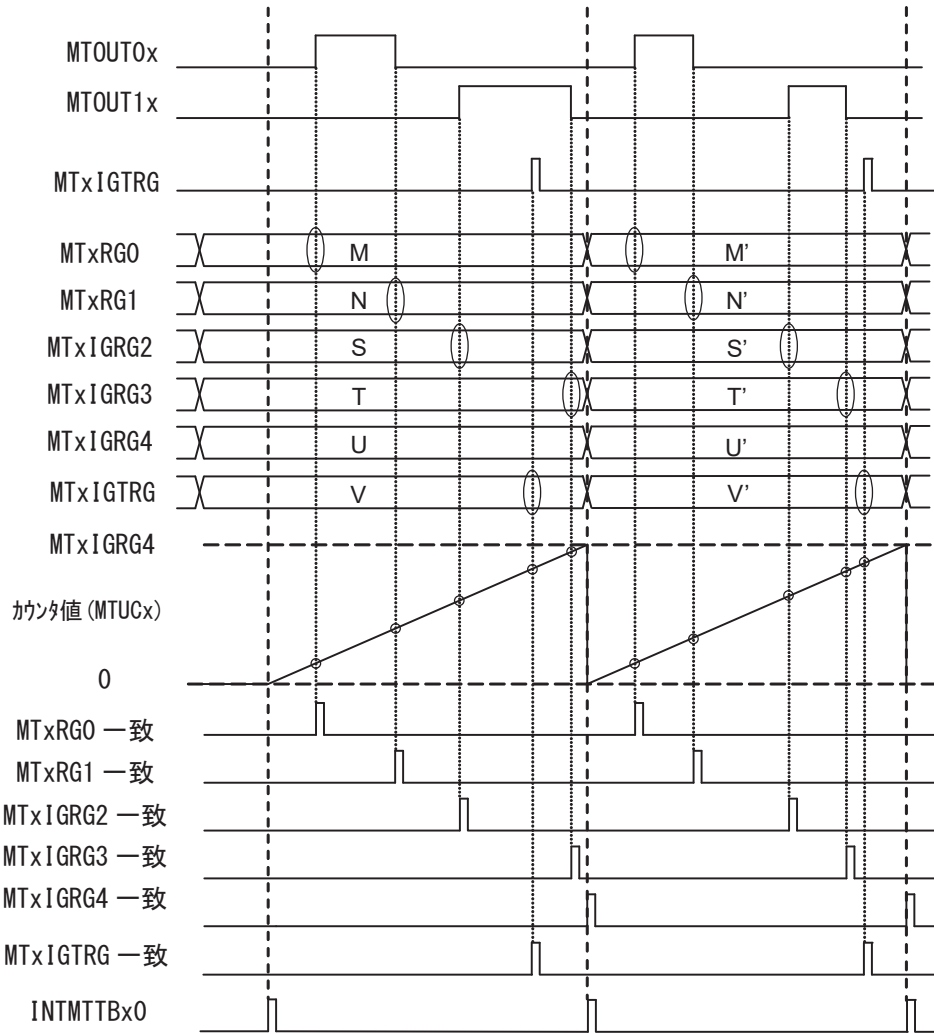 MTOUT0x
MTOUT1x
MTxIGTRG
MTxRG0 M M'
MTxRG1 N N'
MTxIGRG2 S S'
MTxIGRG3 T T'
MTxIGRG4 U U'
MTxIGTRG V V'
MTxIGRG4
カウンタ値(MTUCx)
0
MTxRG0 一致
MTxRG1 一致
MTxIGRG2 一致
MTxIGRG3 一致
MTxIGRG4 一致
MTxIGTRG 一致
INTMTTBx0